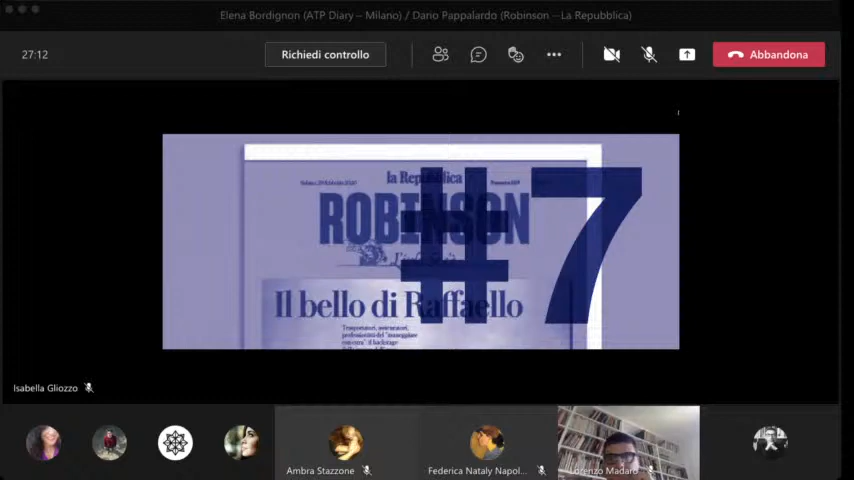 Elena Bordignon (ATP Diary – Milano) / Dario Pappalardo (Robinson – La Repubblica)
27:12
Richiedi controllo
Abbandona
la Repubblica
ROBINSON
#7
Il bello di Raffaello
Isabella Gliozzo
Ambra Stazzone
Federica Nataly Napol...
Lorenzo Madaro